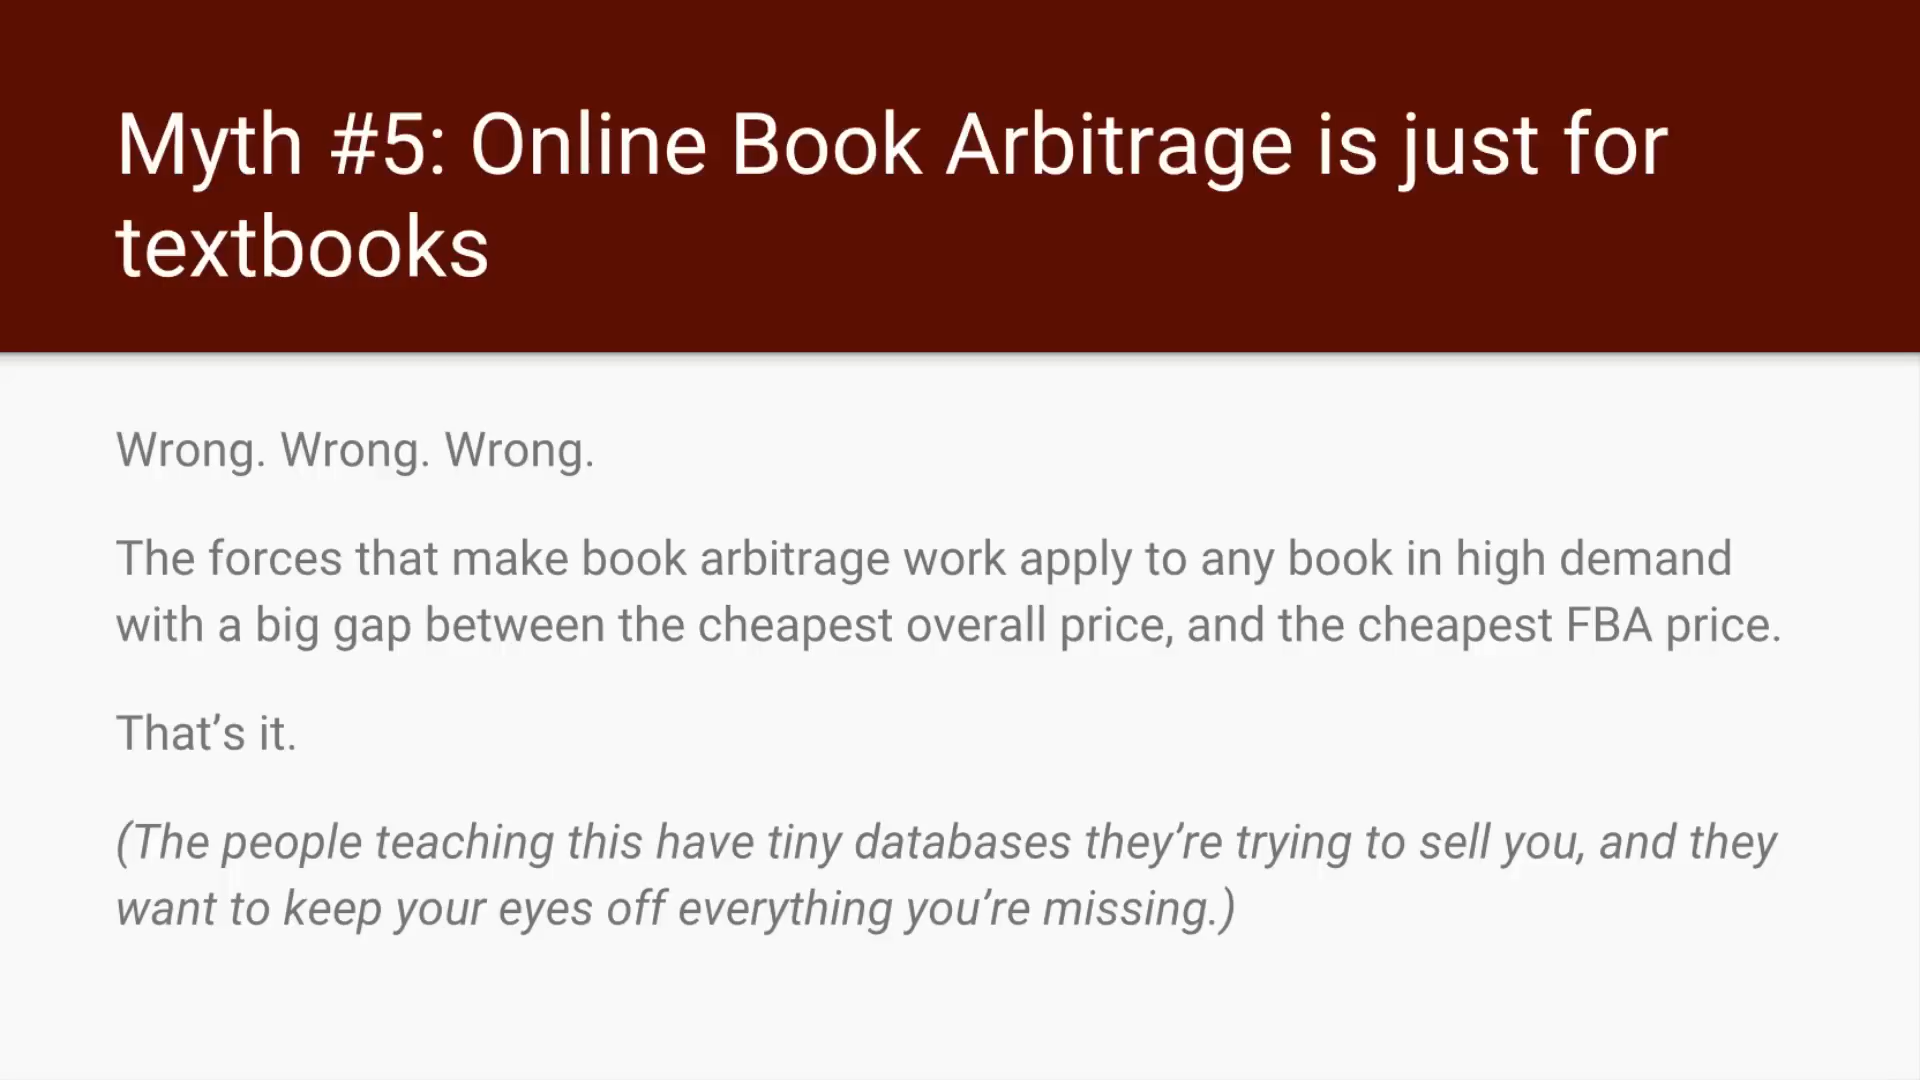 Myth #5: Online Book Arbitrage is just for
textbooks
Wrong. Wrong. Wrong.
The forces that make book arbitrage work apply to any book in high demand
with a big gap between the cheapest overall price, and the cheapest FBA price.
That’s it.
(The people teaching this have tiny databases they’re trying to sell you, and they
want to keep your eyes off everything you’re missing.)